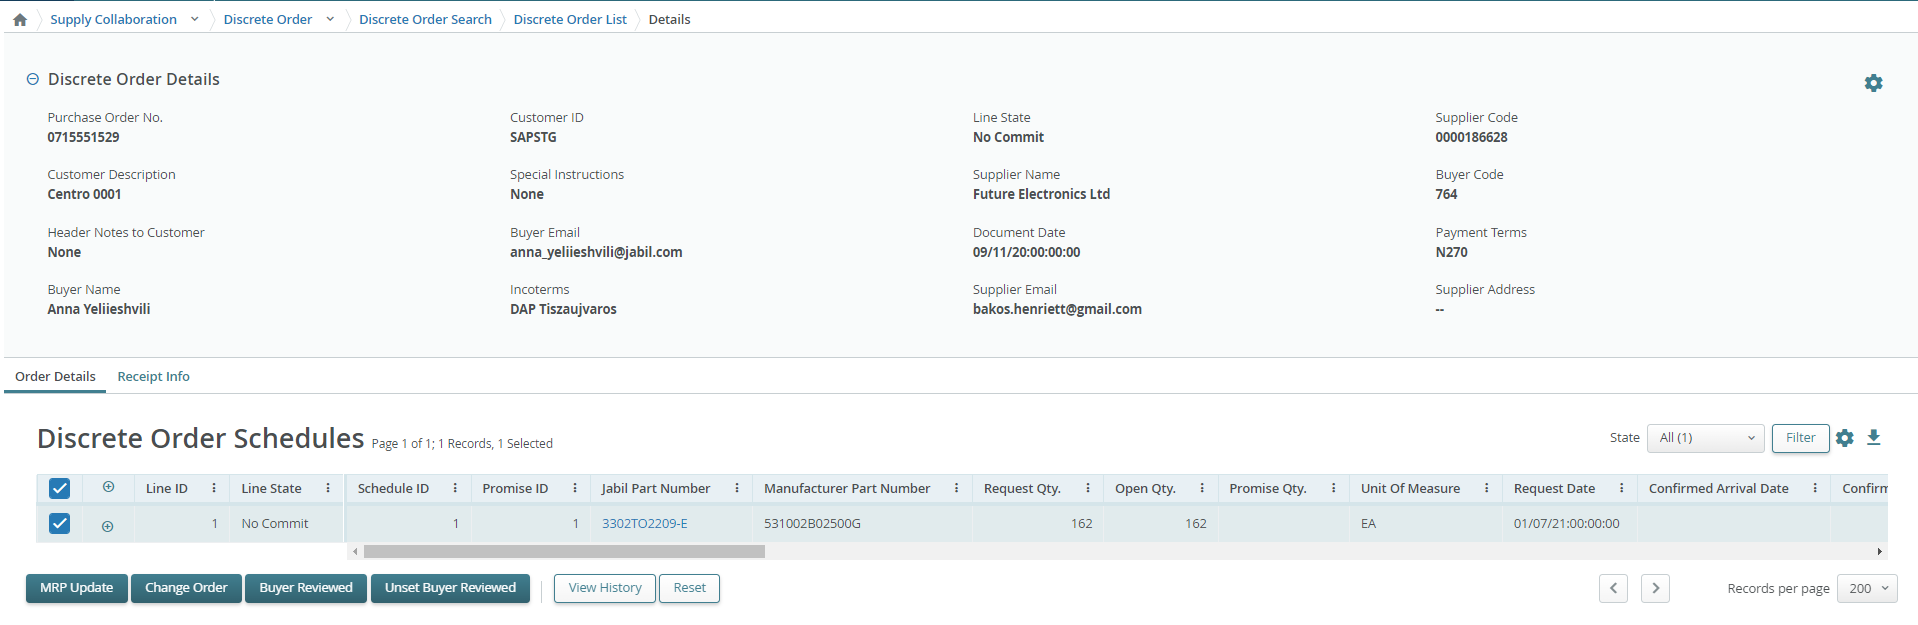 Supply Collaboration Discrete Order Discrete Order Search Discrete Order List Details
Discrete Order Details
Purchase Order No. Customer ID Line State Supplier Code
0715551529 SAPSTG No Commit 0000186628
Customer Description Special Instructions Supplier Name Buyer Code
Centro 0001 None Future Electronics Ltd 764
Header Notes to Customer Buyer Email Document Date Payment Terms
None anna_yeliieshvili@jabil.com 09/11/20:00:00:00 N270
Buyer Name Incoterms Supplier Email Supplier Address
Anna Yeliieshvili DAP Tiszaujvaros bakos.henriett@gmail.com --
Order Details Receipt Info
Discrete Order Schedules Page 1 of 1; 1 Records, 1 Selected State All (1) Filter
Line ID Line State Schedule ID Promise ID Jabil Part Number Manufacturer Part Number Request Qty. Open Qty. Promise Qty. Unit Of Measure Request Date Confirmed Arrival Date Confirm
1 No Commit 1 1 3302TO2209-E 531002B02500G 162 162 EA 01/07/21:00:00:00
MRP Update Change Order Buyer Reviewed Unset Buyer Reviewed View History Reset Records per page 200